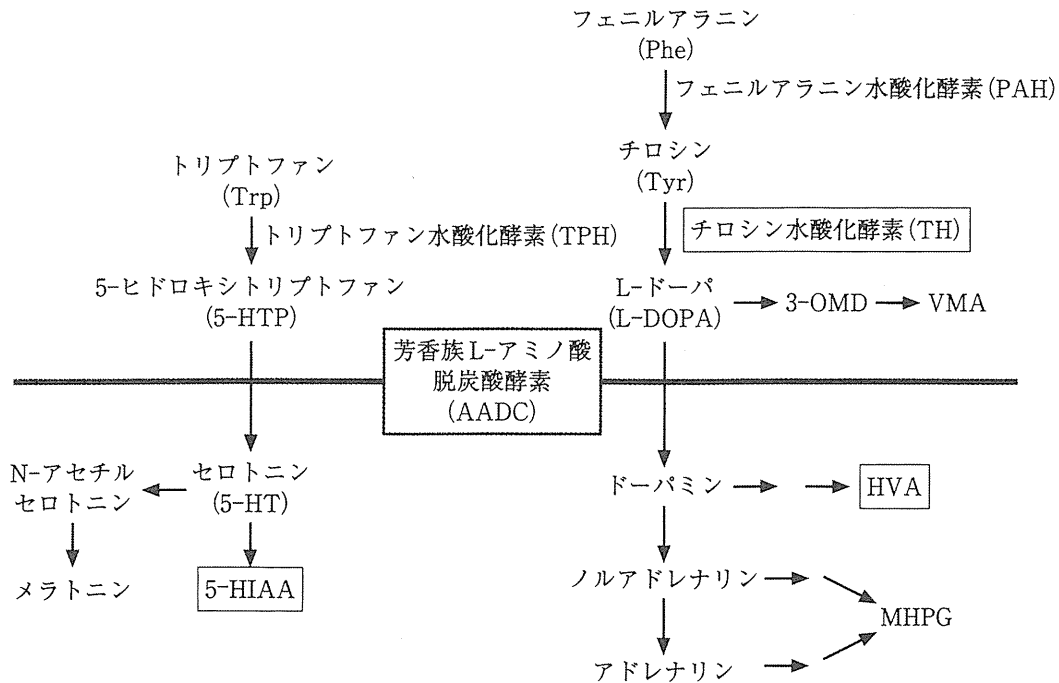 フェニルアラニン
(Phe)
フェニルアラニン水酸化酵素(PAH)
チロシン
(Tyr)
トリプトファン
(Trp)
チロシン水酸化酵素(TH)
トリプトファン水酸化酵素(TPH)
5-ヒドロキシトリプトファン
(5-HTP)
L-ドーパ
(L-DOPA)
3-OMD
VMA
芳香族L-アミノ酸
脱炭酸酵素
(AADC)
N-アセチル
セロトニン
セロトニン
(5-HT)
ドーパミン
HVA
メラトニン
5-HIAA
ノルアドレナリン
MHPG
アドレナリン